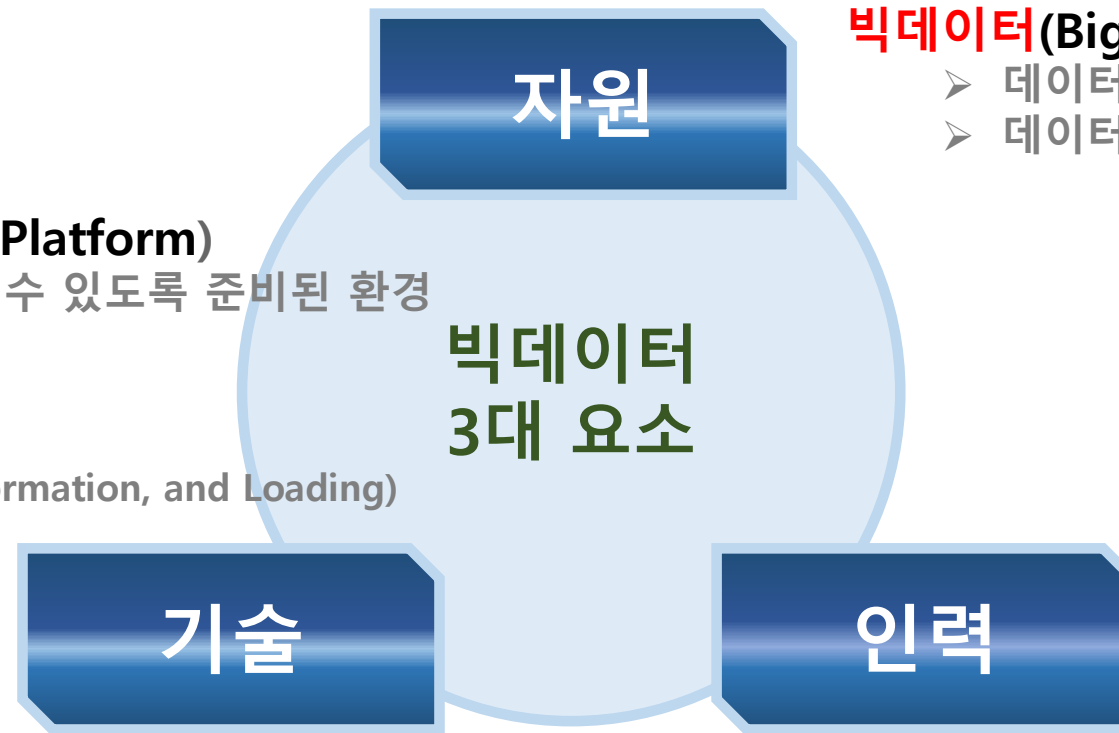 자원
빅데이터(Big
➢ 데이터
➢ 데이터
Platform)
수 있도록 준비된 환경
빅데이터
3대 요소
rmation, and Loading)
기술
인력